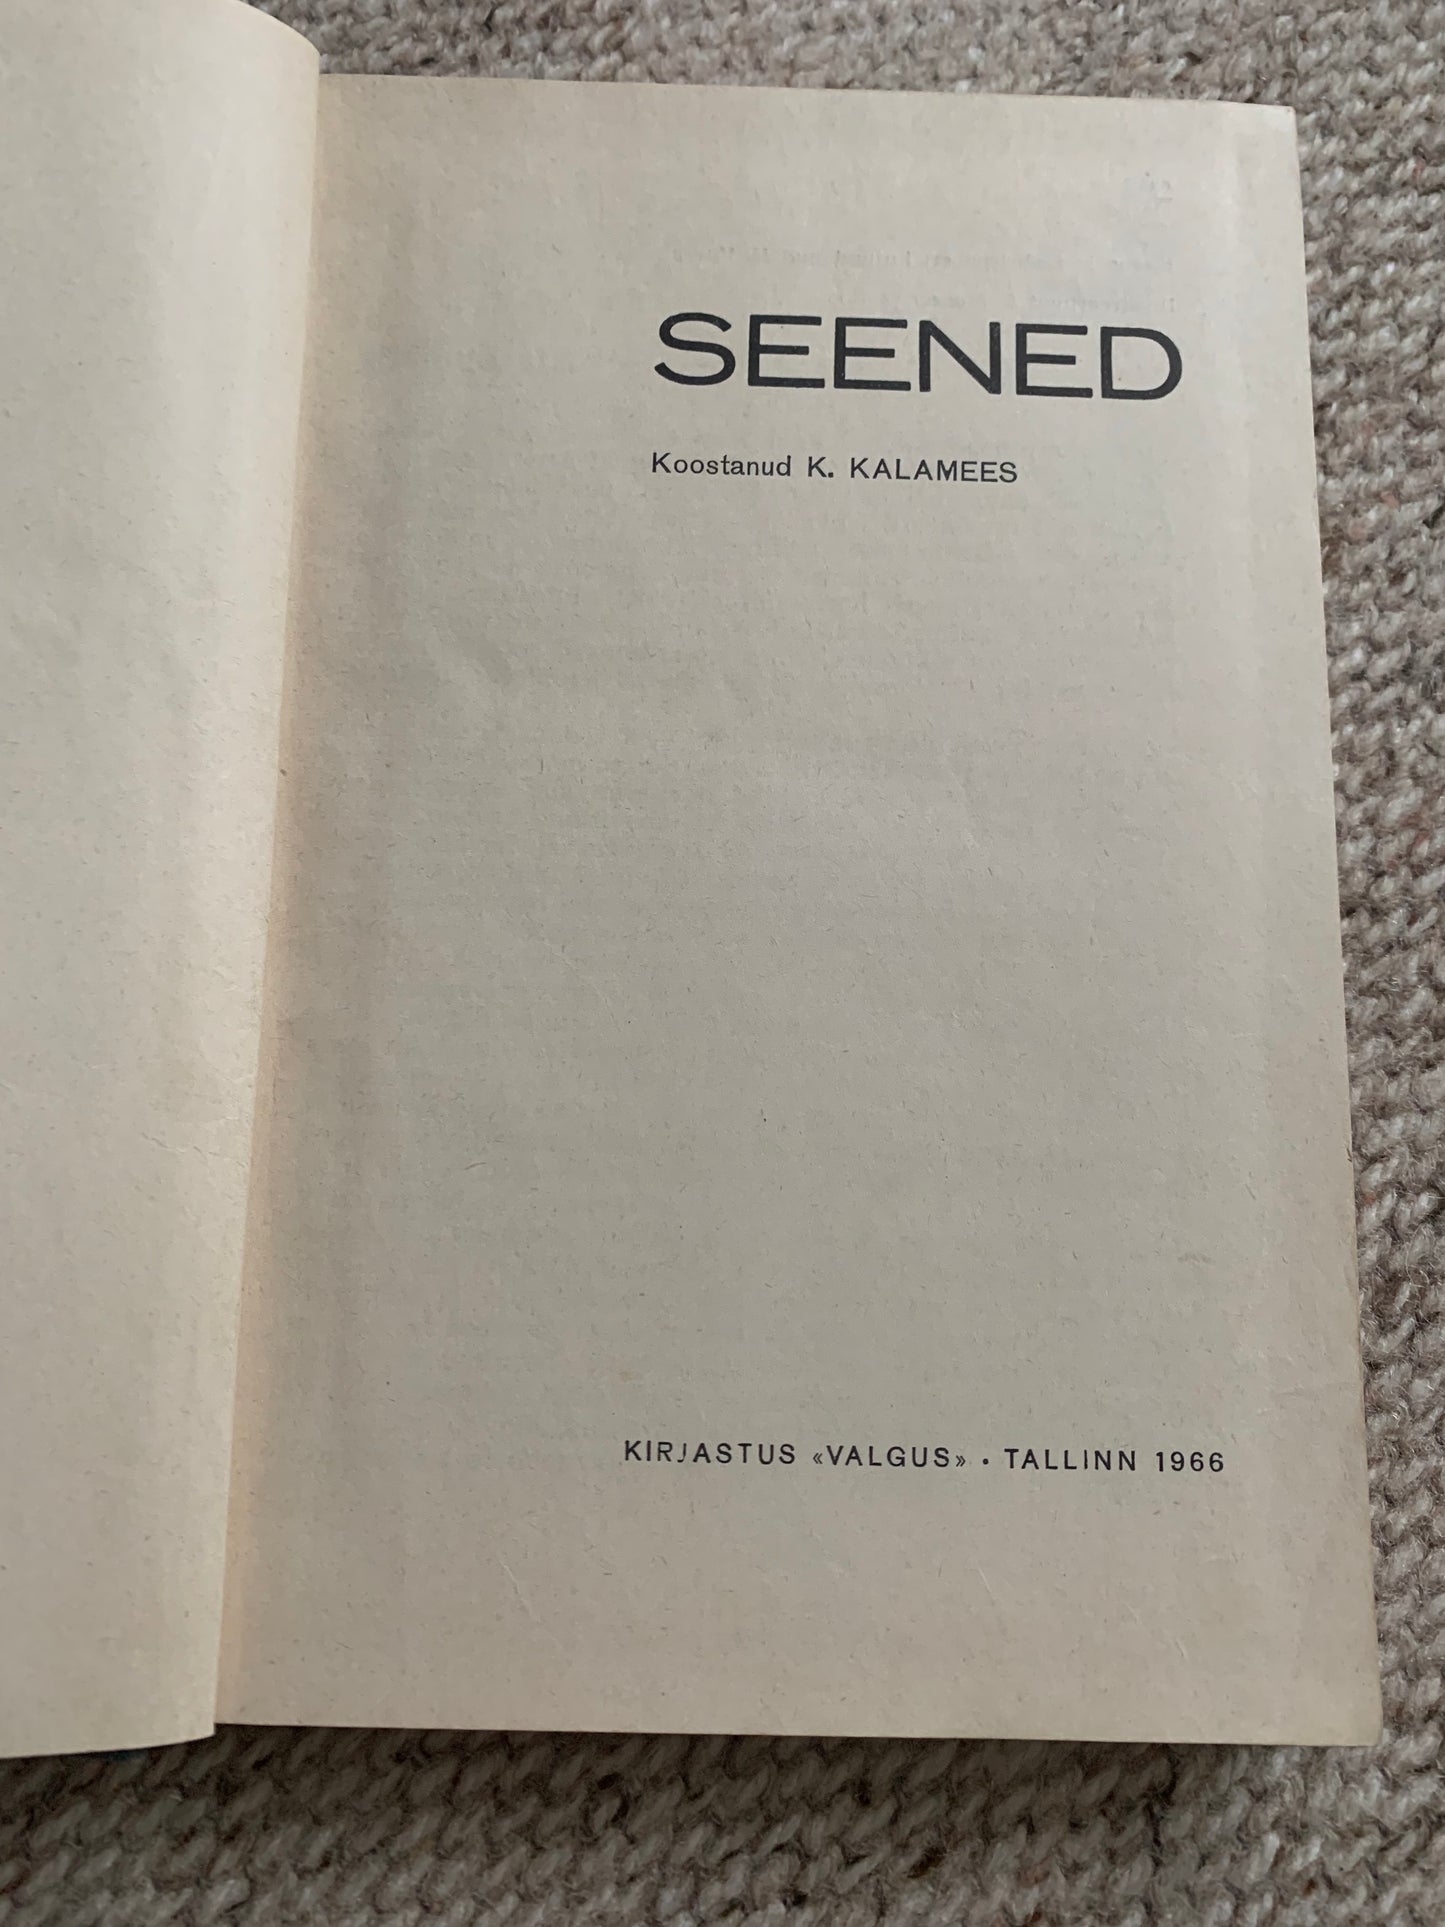 SEENED
Koostanud K. KALAMEES
KIRJASTUS «VALGUS» • TALLINN 1966